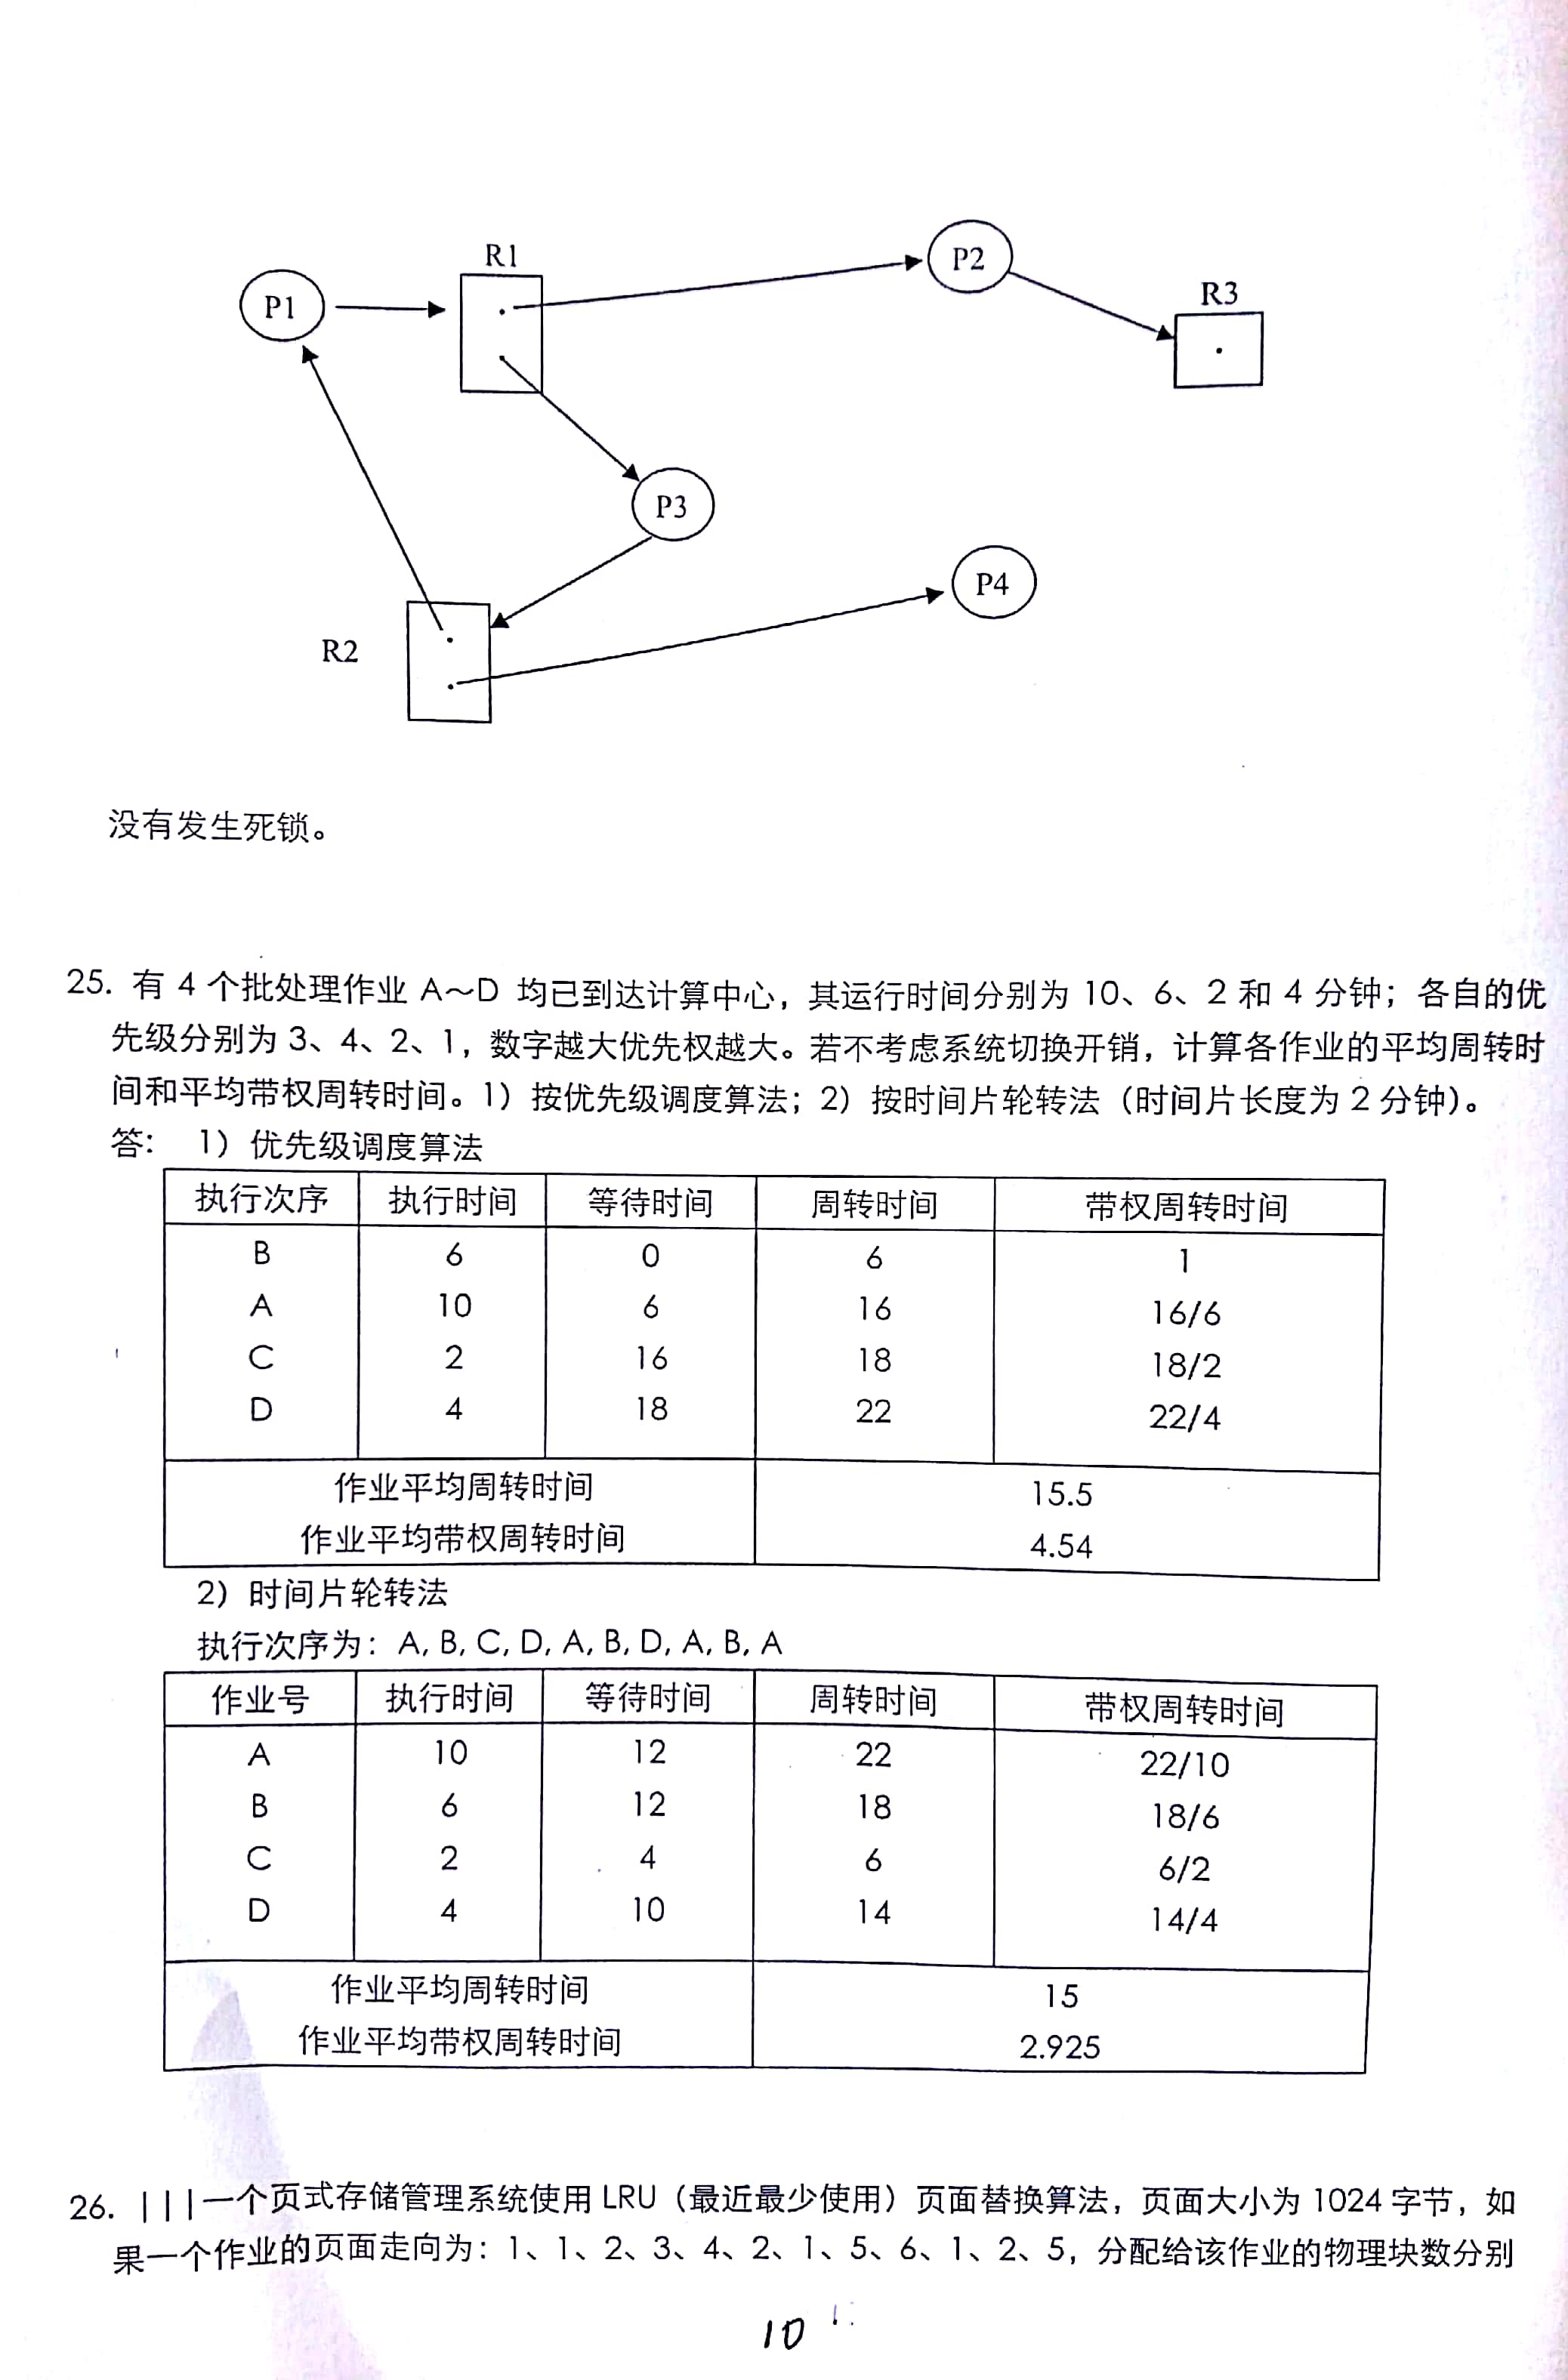 R1
P2
P1
R3
P3
P4
R2
没有发生死锁。
25. 有 4 个批处理作业 A～D 均已到达计算中心，其运行时间分别为 10、6、2 和 4 分钟；各自的优
先级分别为 3、4、2、1，数字越大优先权越大。若不考虑系统切换开销，计算各作业的平均周转时
间和平均带权周转时间。1）按优先级调度算法；2）按时间片轮转法（时间片长度为 2 分钟）。
答： 1）优先级调度算法
执行次序 执行时间 等待时间 周转时间 带权周转时间
B 6 0 6 1
A 10 6 16 16/6
C 2 16 18 18/2
D 4 18 22 22/4
作业平均周转时间 15.5
作业平均带权周转时间 4.54
2）时间片轮转法
执行次序为：A, B, C, D, A, B, D, A, B, A
作业号 执行时间 等待时间 周转时间 带权周转时间
A 10 12 22 22/10
B 6 12 18 18/6
C 2 4 6 6/2
D 4 10 14 14/4
作业平均周转时间 15
作业平均带权周转时间 2.925
26. |||一个页式存储管理系统使用 LRU（最近最少使用）页面替换算法，页面大小为 1024 字节，如
果一个作业的页面走向为：1、1、2、3、4、2、1、5、6、1、2、5，分配给该作业的物理块数分别
10